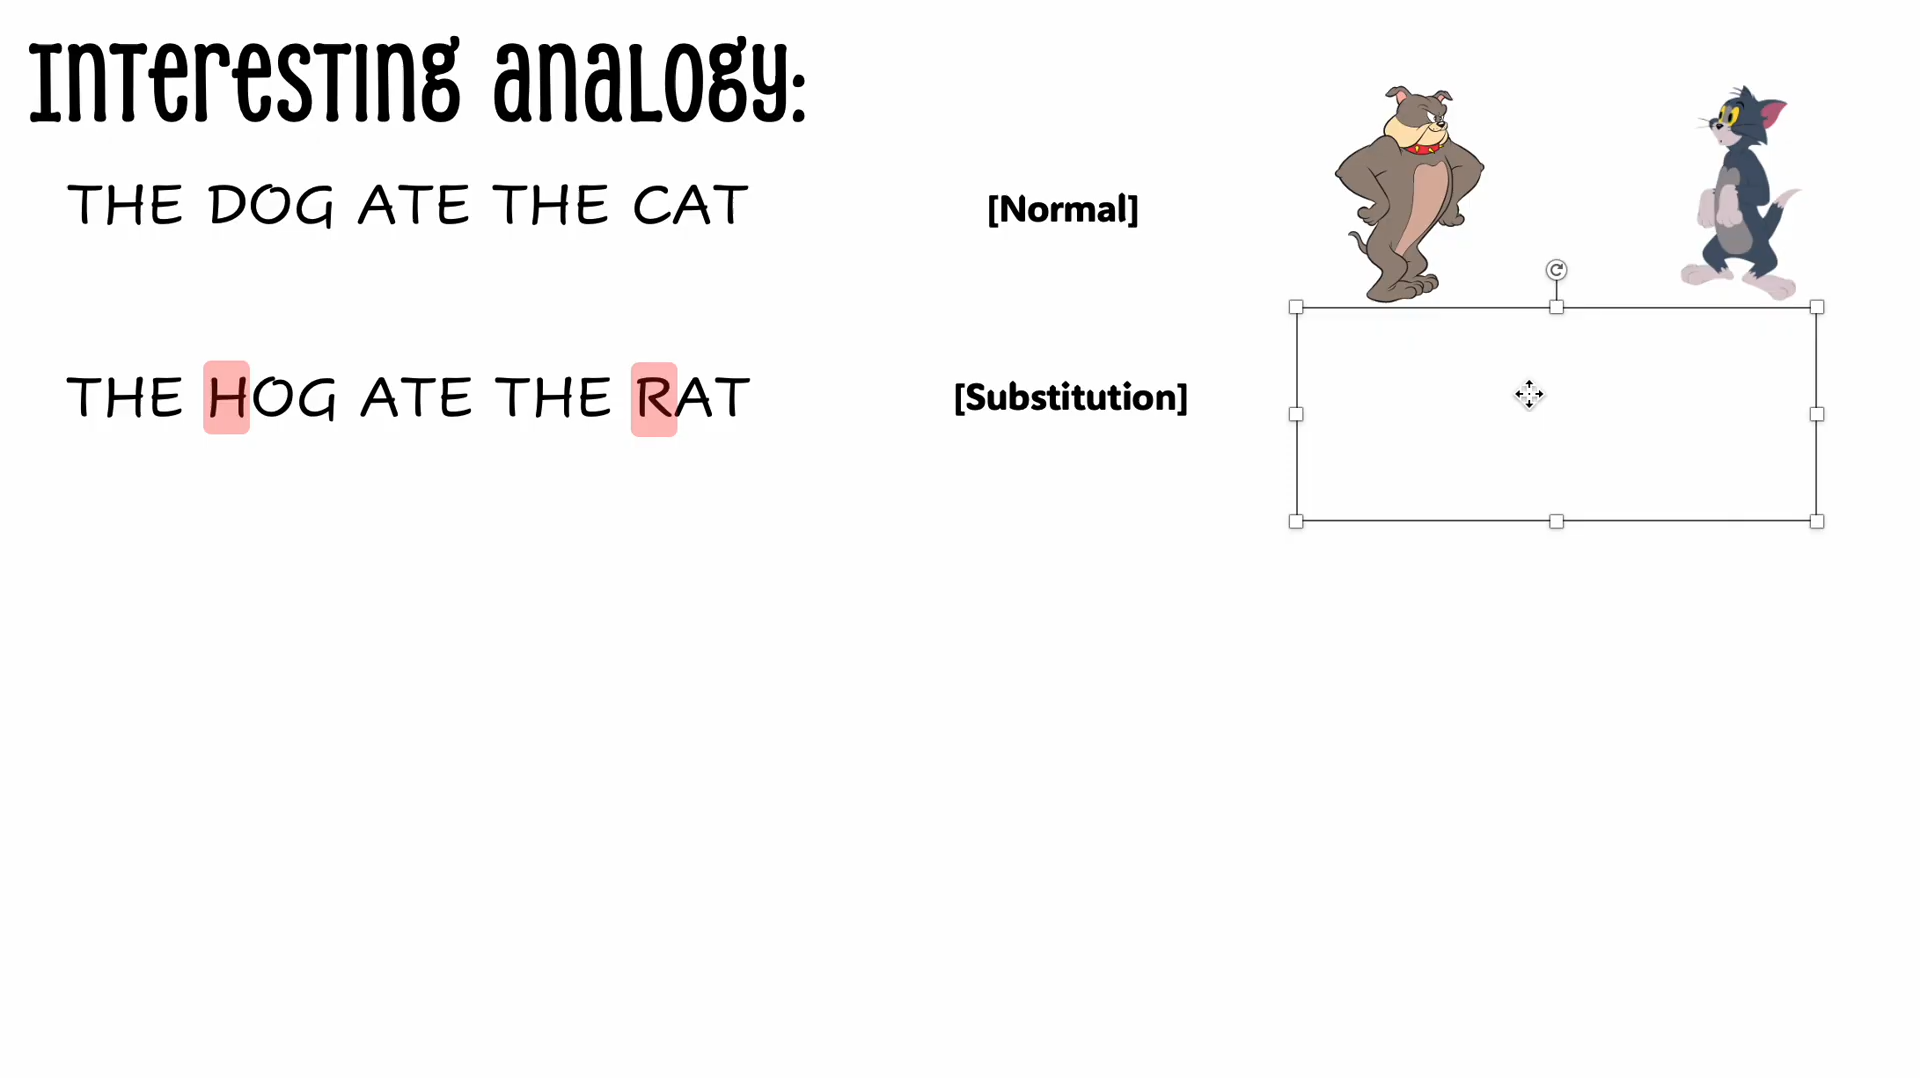 Interesting analogy:
THE DOG ATE THE CAT [Normal]
THE HOG ATE THE RAT [Substitution]